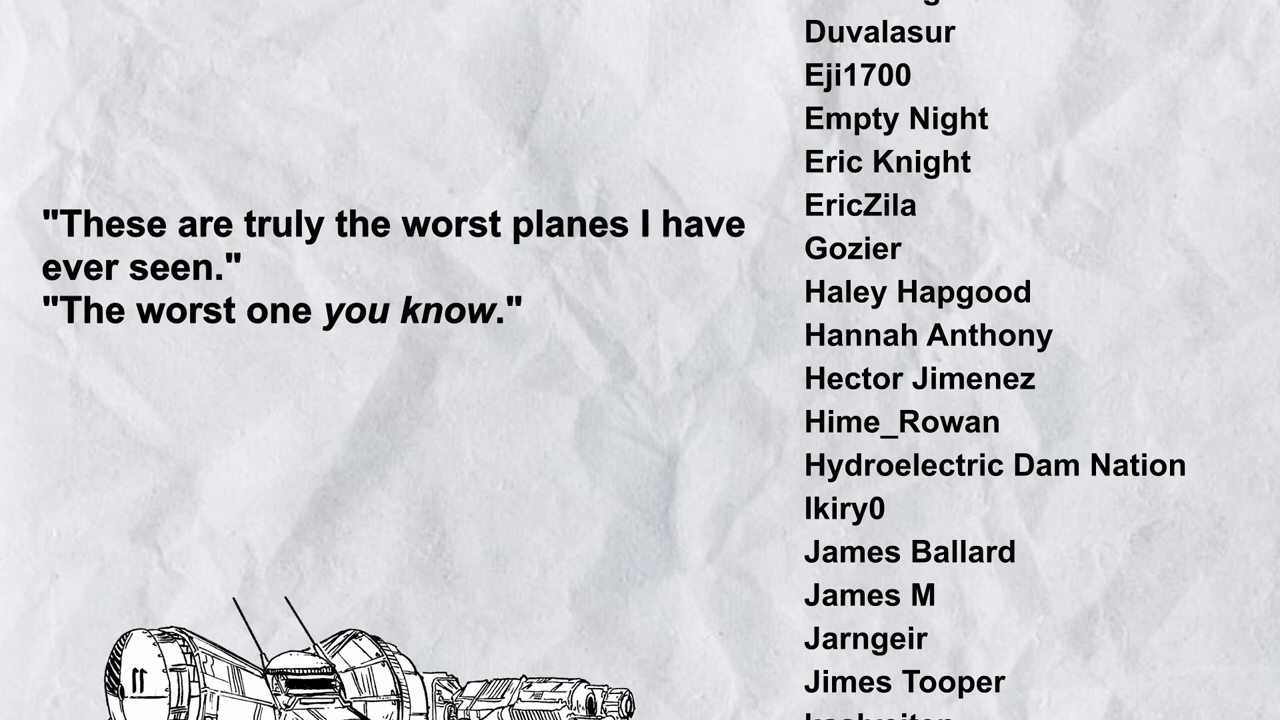 "These are truly the worst planes I have
ever seen."
"The worst one you know."
Duvalasur
Eji1700
Empty Night
Eric Knight
EricZila
Gozier
Haley Hapgood
Hannah Anthony
Hector Jimenez
Hime_Rowan
Hydroelectric Dam Nation
Ikiry0
James Ballard
James M
Jarngeir
Jimes Tooper